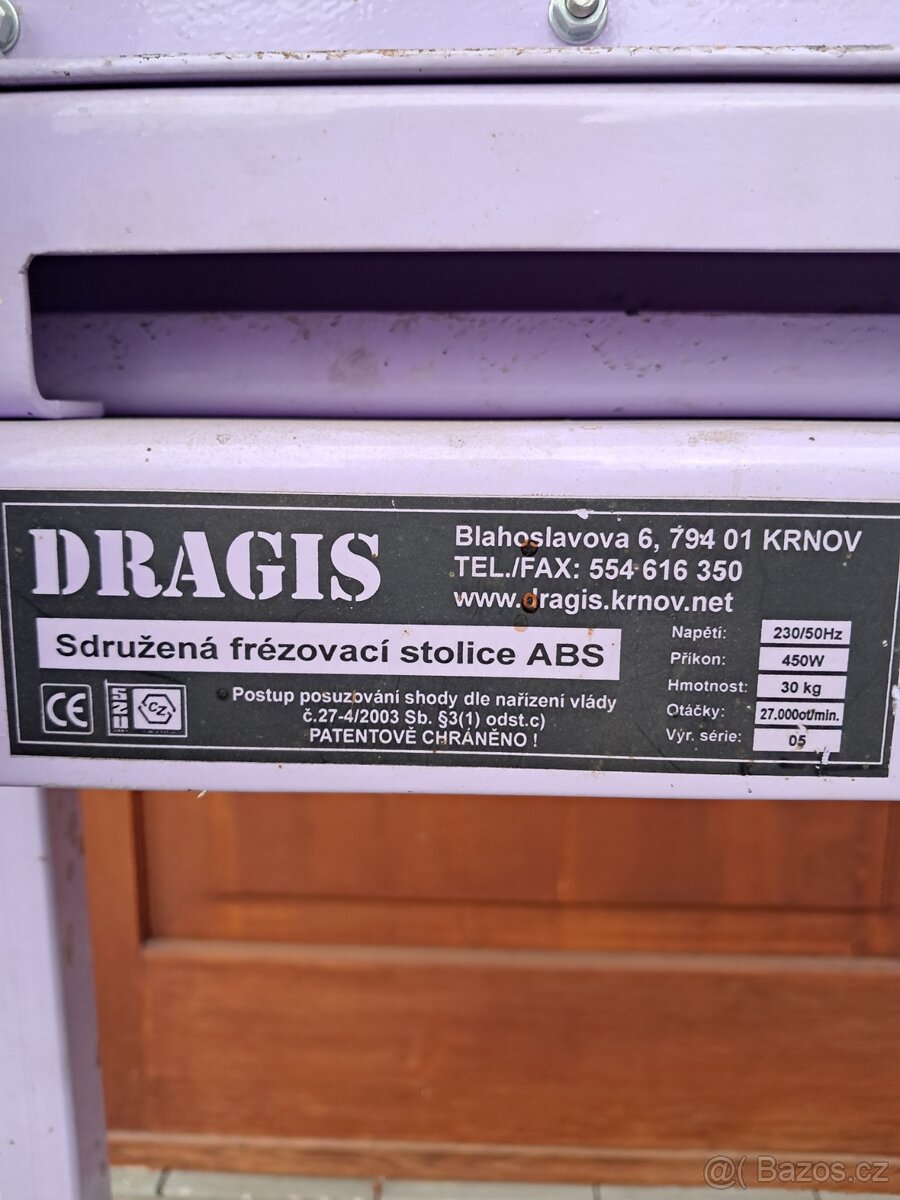 DRAGIS
Blahoslavova 6, 794 01 KRNOV
TEL./FAX: 554 616 350
www.dragis.krnov.net
Sdružená frézovací stolice ABS
CE
SZU
CZ
Postup posuzování shody dle nařízení vlády
č.27-4/2003 Sb. §3(1) odst.c)
PATENTOVĚ CHRÁNĚNO !
Napětí: 230/50Hz
Příkon: 450W
Hmotnost: 30 kg
Otáčky: 27.000ot/min.
Výr. série: 05
@( Bazos.cz